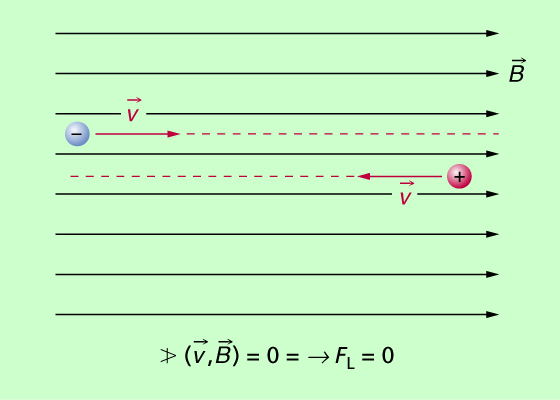 B⃗
v⃗
−
+
v⃗
∢ (v⃗,B⃗) = 0 = → F_L = 0